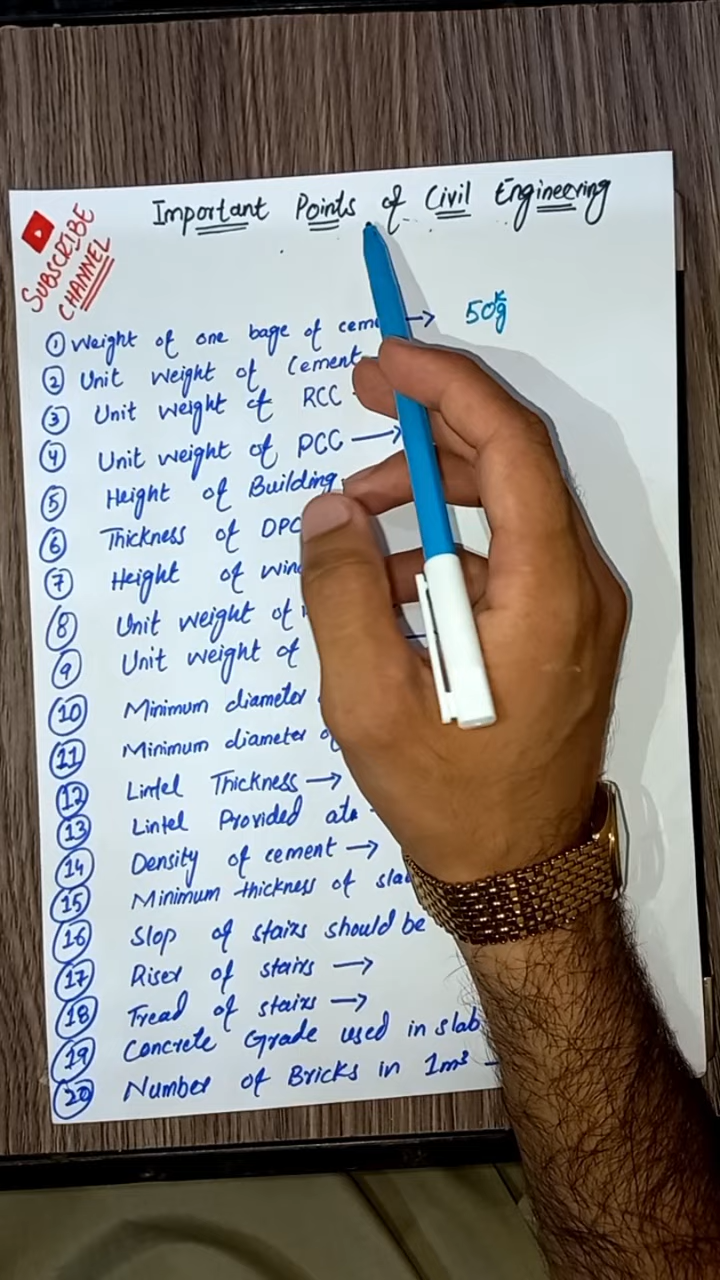 Important Points of Civil Engineering
SUBSCRIBE
CHANNEL
① Weight of one bage of → 50kg
② Unit weight of Cement
③ Unit weight of RCC
④ Unit weight of PCC →
⑤ Height of Building
⑥ Thickness of DPC
⑦ Height of
⑧ Unit weight of
⑨ Unit weight of
⑩ Minimum diameter
⑪ Minimum diameter
⑫ Lintel Thickness →
⑬ Lintel Provided at
⑭ Density of cement →
⑮ Minimum thickness of
⑯ Slop of stairs should be
⑰ Riser of stairs →
⑱ Tread of stairs →
⑲ Concrete Grade used in slab
⑳ Number of Bricks in 1m³